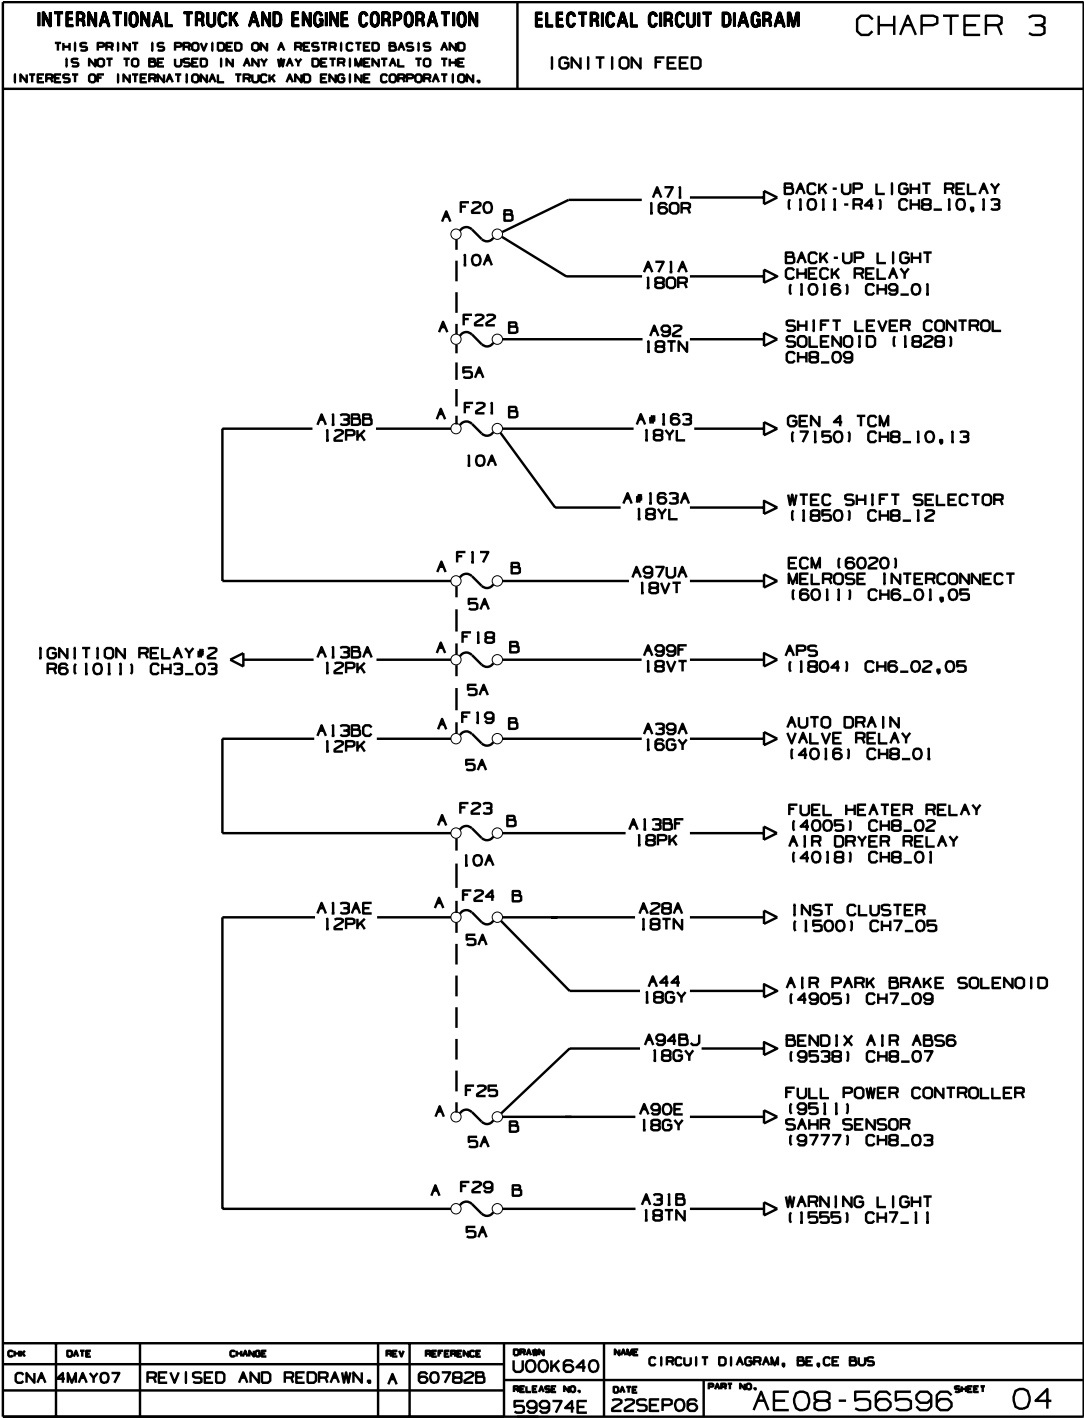 INTERNATIONAL TRUCK AND ENGINE CORPORATION
THIS PRINT IS PROVIDED ON A RESTRICTED BASIS AND
IS NOT TO BE USED IN ANY WAY DETRIMENTAL TO THE
INTEREST OF INTERNATIONAL TRUCK AND ENGINE CORPORATION.
ELECTRICAL CIRCUIT DIAGRAM
IGNITION FEED
CHAPTER 3
A F20 B
10A
A71
16OR
BACK-UP LIGHT RELAY
(1011-R4) CH8_10,13
A71A
18OR
BACK-UP LIGHT
CHECK RELAY
(1016) CH9_01
A F22 B
5A
A92
18TN
SHIFT LEVER CONTROL
SOLENOID (1828)
CH8_09
A13BB
12PK
A F21 B
10A
A#163
18YL
GEN 4 TCM
(7150) CH8_10,13
A#163A
18YL
WTEC SHIFT SELECTOR
(1850) CH8_12
A F17 B
5A
A97UA
18VT
ECM (6020)
MELROSE INTERCONNECT
(6011) CH6_01,05
IGNITION RELAY#2
R6(1011) CH3_03
A13BA
12PK
A F18 B
5A
A99F
18VT
APS
(1804) CH6_02,05
A13BC
12PK
A F19 B
5A
A39A
16GY
AUTO DRAIN
VALVE RELAY
(4016) CH8_01
A F23 B
10A
A13BF
18PK
FUEL HEATER RELAY
(4005) CH8_02
AIR DRYER RELAY
(4018) CH8_01
A13AE
12PK
A F24 B
5A
A28A
18TN
INST CLUSTER
(1500) CH7_05
A44
18GY
AIR PARK BRAKE SOLENOID
(4905) CH7_09
A94BJ
18GY
BENDIX AIR ABS6
(9538) CH8_07
A F25 B
5A
A90E
18GY
FULL POWER CONTROLLER
(9511)
SAHR SENSOR
(9777) CH8_03
A F29 B
5A
A31B
18TN
WARNING LIGHT
(1555) CH7_11
CHK DATE CHANGE REV REFERENCE
CNA 4MAY07 REVISED AND REDRAWN. A 60782B
DRAWN
U00K640
NAME CIRCUIT DIAGRAM, BE,CE BUS
RELEASE NO.
59974E
DATE
22SEP06
PART NO. AE08-56596 SHEET 04